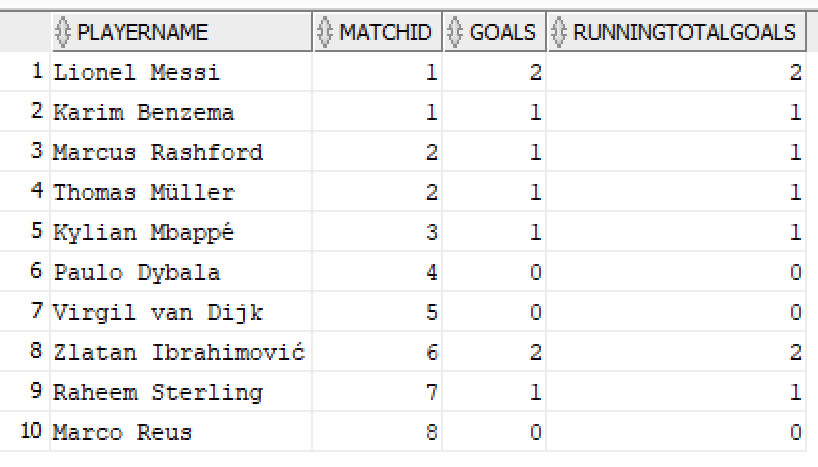 PLAYERNAME MATCHID GOALS RUNNINGTOTALGOALS
1 Lionel Messi 1 2 2
2 Karim Benzema 1 1 1
3 Marcus Rashford 2 1 1
4 Thomas Müller 2 1 1
5 Kylian Mbappé 3 1 1
6 Paulo Dybala 4 0 0
7 Virgil van Dijk 5 0 0
8 Zlatan Ibrahimović 6 2 2
9 Raheem Sterling 7 1 1
10 Marco Reus 8 0 0